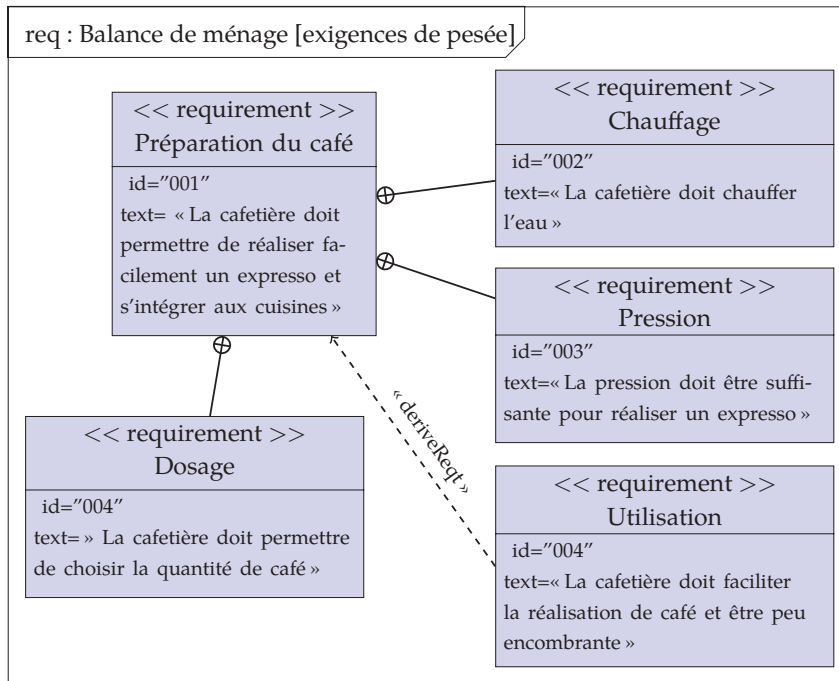 req : Balance de ménage [exigences de pesée]
<< requirement >>
Préparation du café
id=”001”
text= « La cafetière doit
permettre de réaliser fa-
cilement un expresso et
s’intégrer aux cuisines »
<< requirement >>
Chauffage
id=”002”
text=« La cafetière doit chauffer
l’eau »
<< requirement >>
Pression
id=”003”
text=« La pression doit être suffi-
sante pour réaliser un expresso »
« deriveReqt »
<< requirement >>
Dosage
id=”004”
text= » La cafetière doit permettre
de choisir la quantité de café »
<< requirement >>
Utilisation
id=”004”
text=« La cafetière doit faciliter
la réalisation de café et être peu
encombrante »